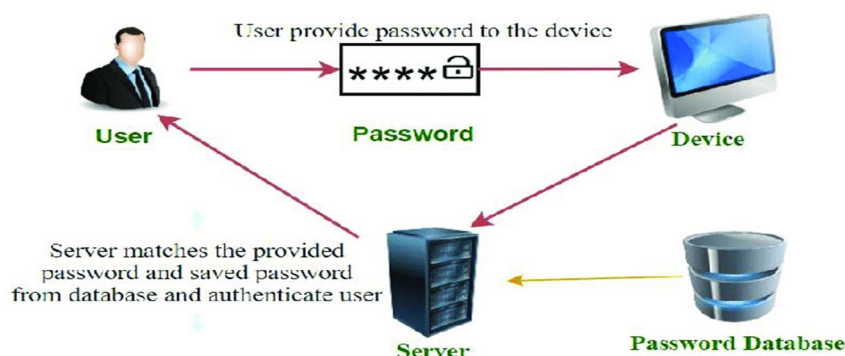 User provide password to the device
****
User
Password
Device
Server matches the provided
password and saved password
from database and authenticate user
Server
Password Database